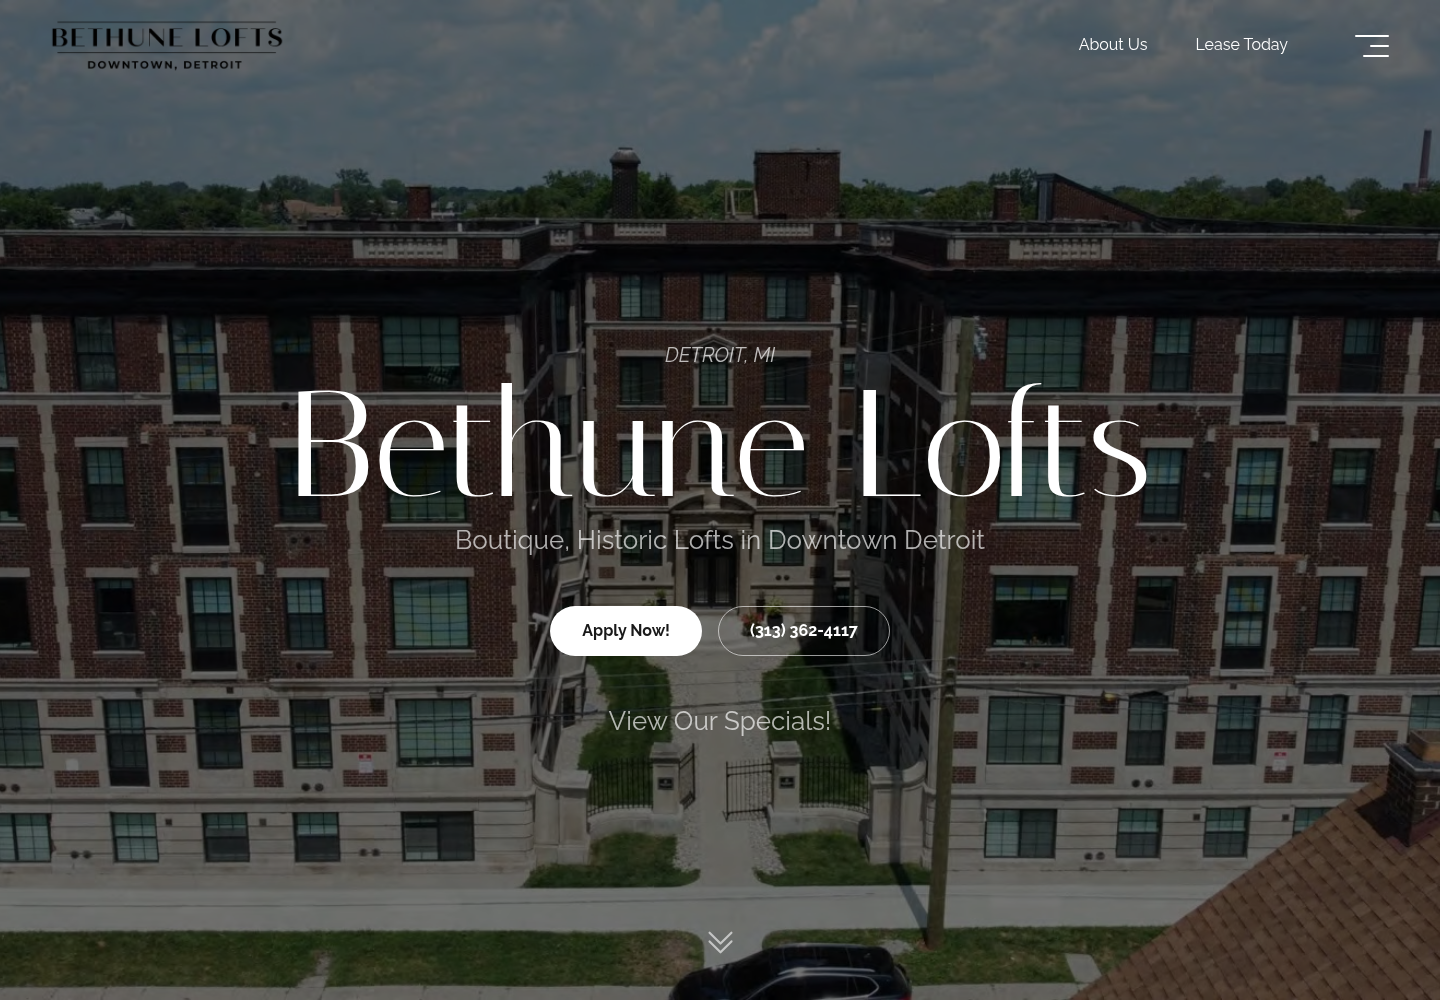 BETHUNE LOFTS
DOWNTOWN, DETROIT
About Us
Lease Today
DETROIT, MI
Bethune Lofts
Boutique, Historic Lofts in Downtown Detroit
Apply Now!
(313) 362-4117
View Our Specials!